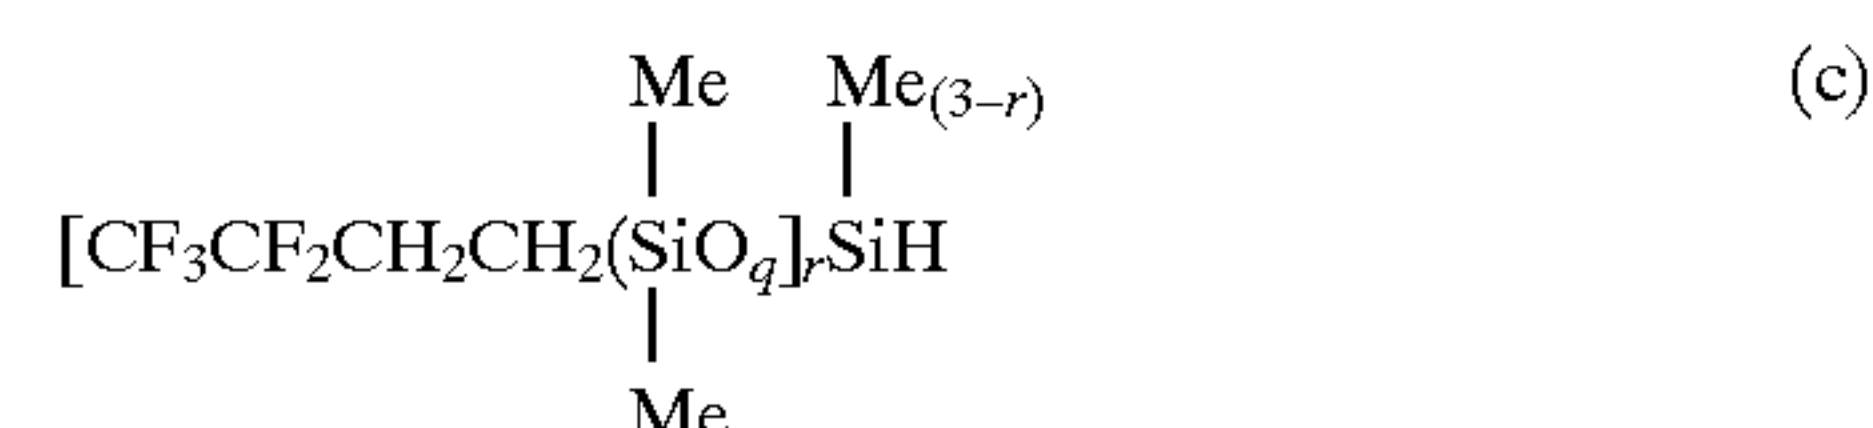 Me Me(3–r) (c)
[CF3CF2CH2CH2(SiOq]rSiH
Me